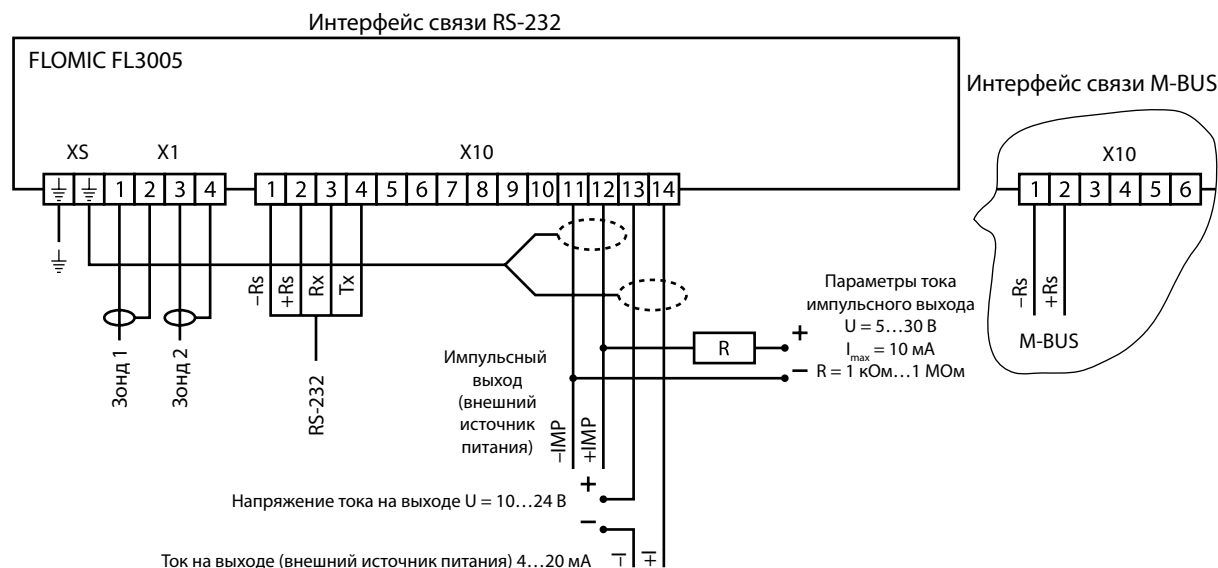 Интерфейс связи RS-232
FLOMIC FL3005
Интерфейс связи M-BUS
XS X1 X10
1 2 3 4
1 2 3 4 5 6 7 8 9 10 11 12 13 14
X10
1 2 3 4 5 6
–Rs
+Rs
Rx
Tx
–Rs
+Rs
M-BUS
Зонд 1
Зонд 2
RS-232
Параметры тока
импульсного выхода
U = 5…30 В
Imax = 10 мА
R = 1 кОм…1 МОм
R
+
–
Импульсный
выход
(внешний
источник
питания)
–IMP
+IMP
+
Напряжение тока на выходе U = 10…24 В
–
Ток на выходе (внешний источник питания) 4…20 мА
–I
+I